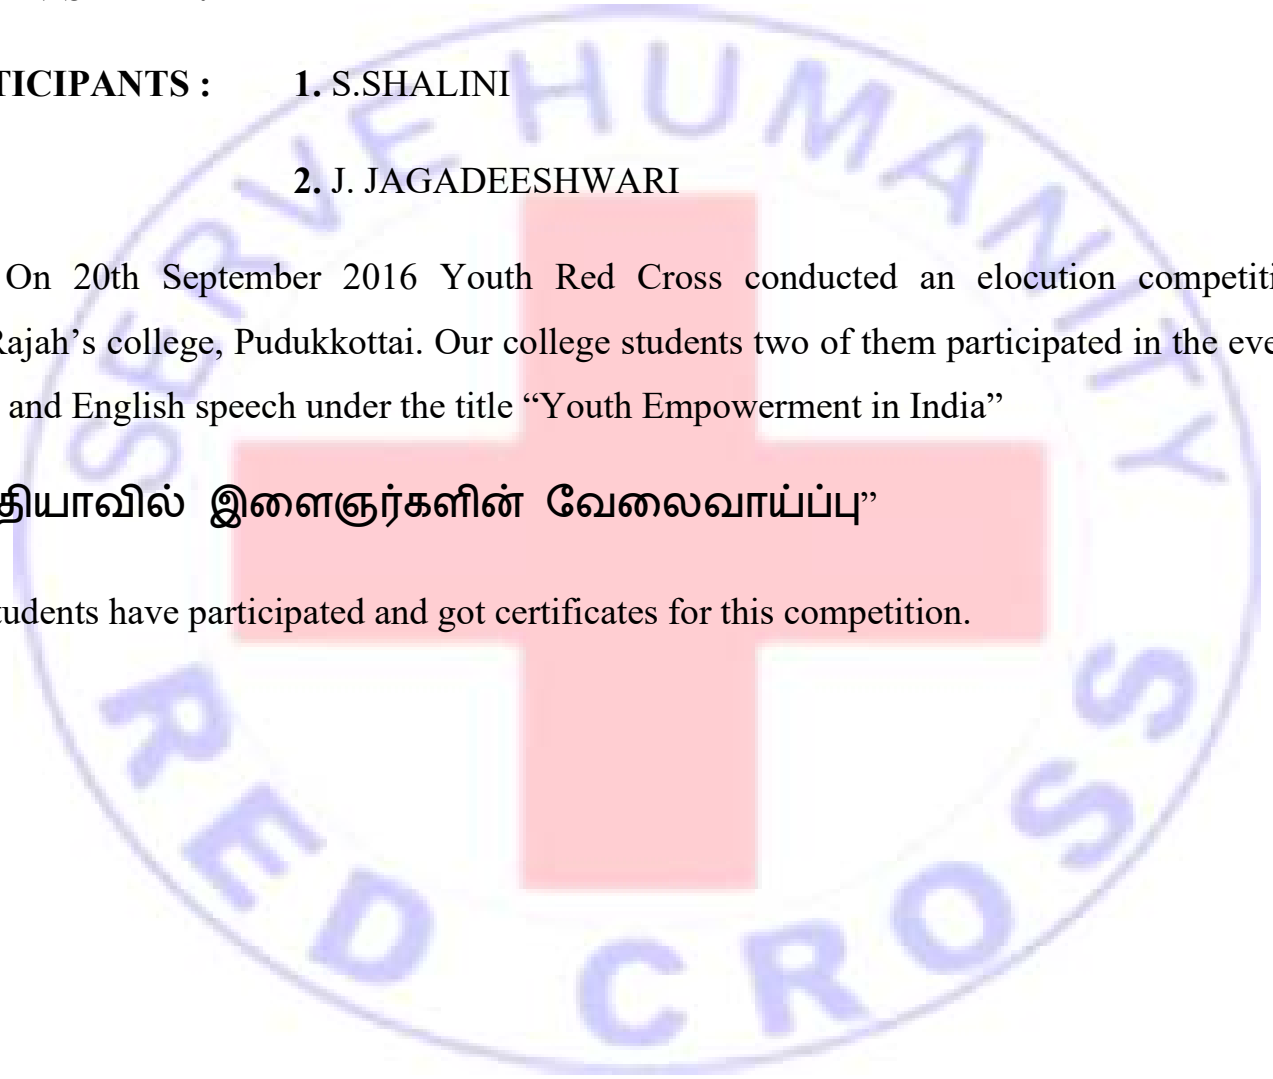 TICIPANTS : 1. S.SHALINI
2. J. JAGADEESHWARI
On 20th September 2016 Youth Red Cross conducted an elocution competiti
Rajah’s college, Pudukkottai. Our college students two of them participated in the eve
and English speech under the title “Youth Empowerment in India”
தியாவில் இளைஞர்களின் வேலைவாய்ப்பு”
tudents have participated and got certificates for this competition.
SERVE HUMANITY
RED CROSS